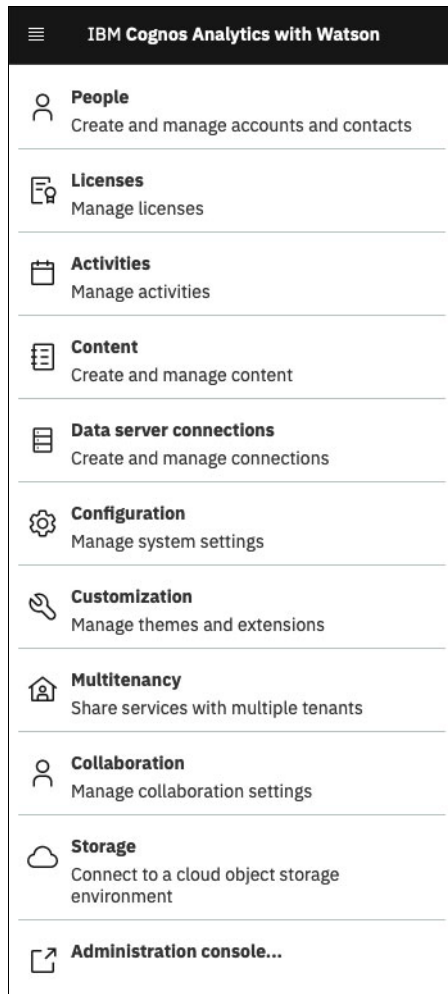 IBM Cognos Analytics with Watson
People
Create and manage accounts and contacts
Licenses
Manage licenses
Activities
Manage activities
Content
Create and manage content
Data server connections
Create and manage connections
Configuration
Manage system settings
Customization
Manage themes and extensions
Multitenancy
Share services with multiple tenants
Collaboration
Manage collaboration settings
Storage
Connect to a cloud object storage
environment
Administration console...